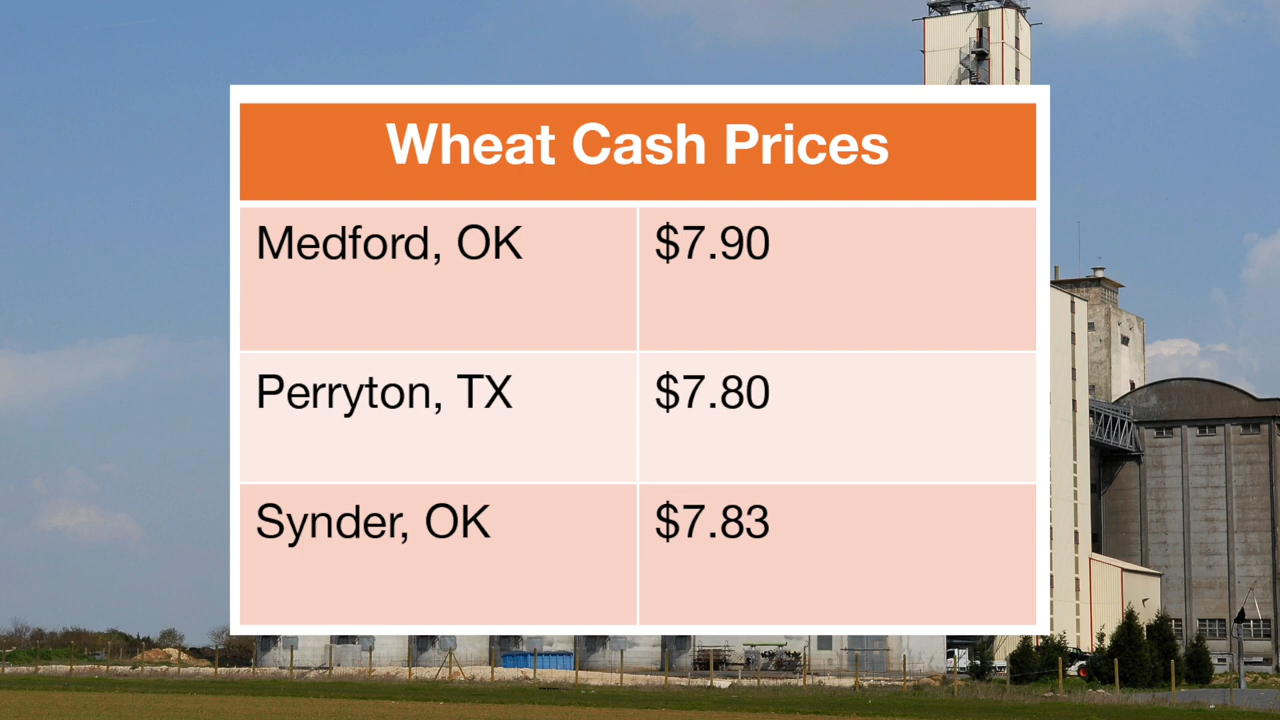 Wheat Cash Prices
Medford, OK $7.90
Perryton, TX $7.80
Synder, OK $7.83